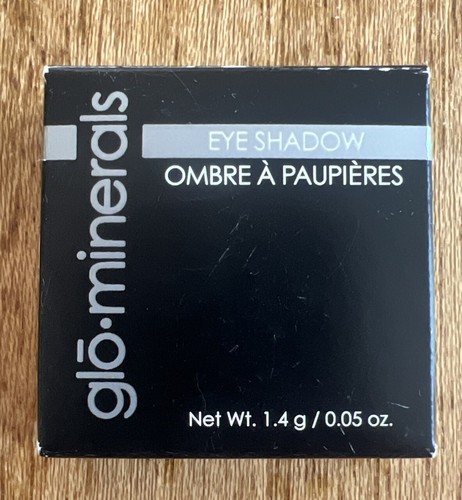 glō·minerals
EYE SHADOW
OMBRE À PAUPIÈRES
Net Wt. 1.4 g / 0.05 oz.